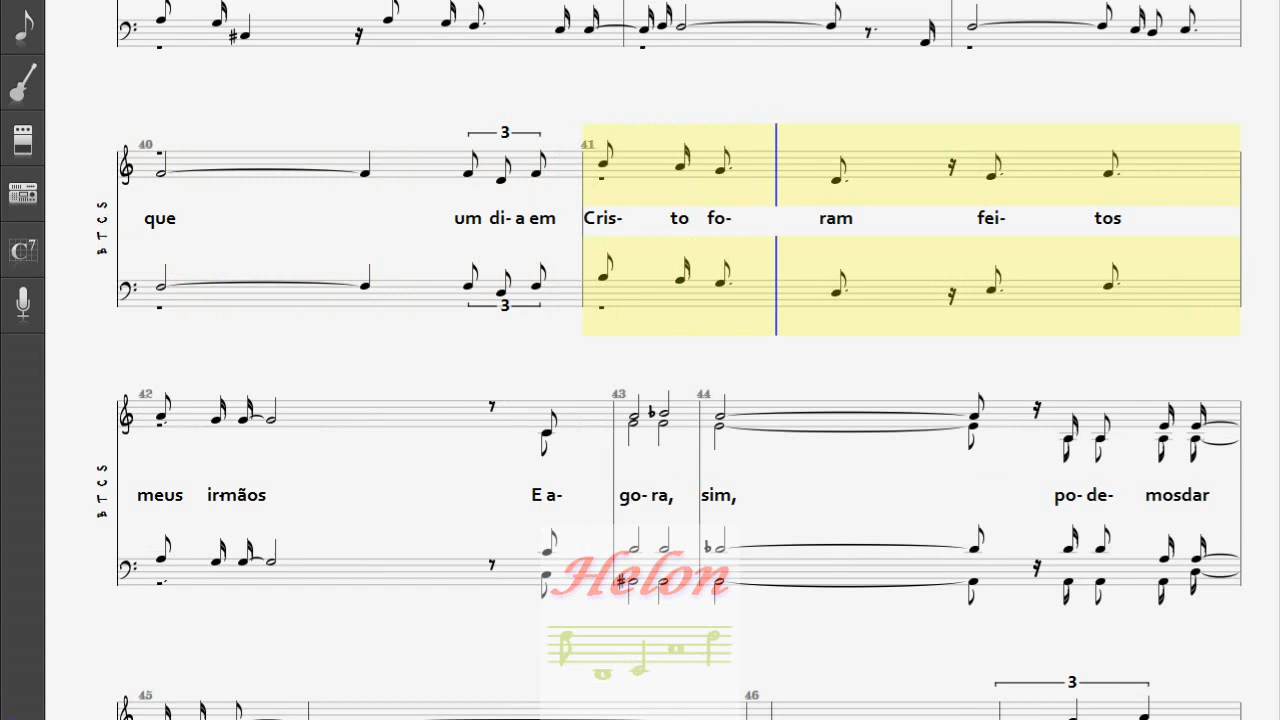 40 3 41
que um di- a em Cris- to fo- ram fei- tos
B T C S
3
C7
42 43 44
meus irmãos E a- go- ra, sim, po- de- mosdar
B T C S
Helon
45 46 3